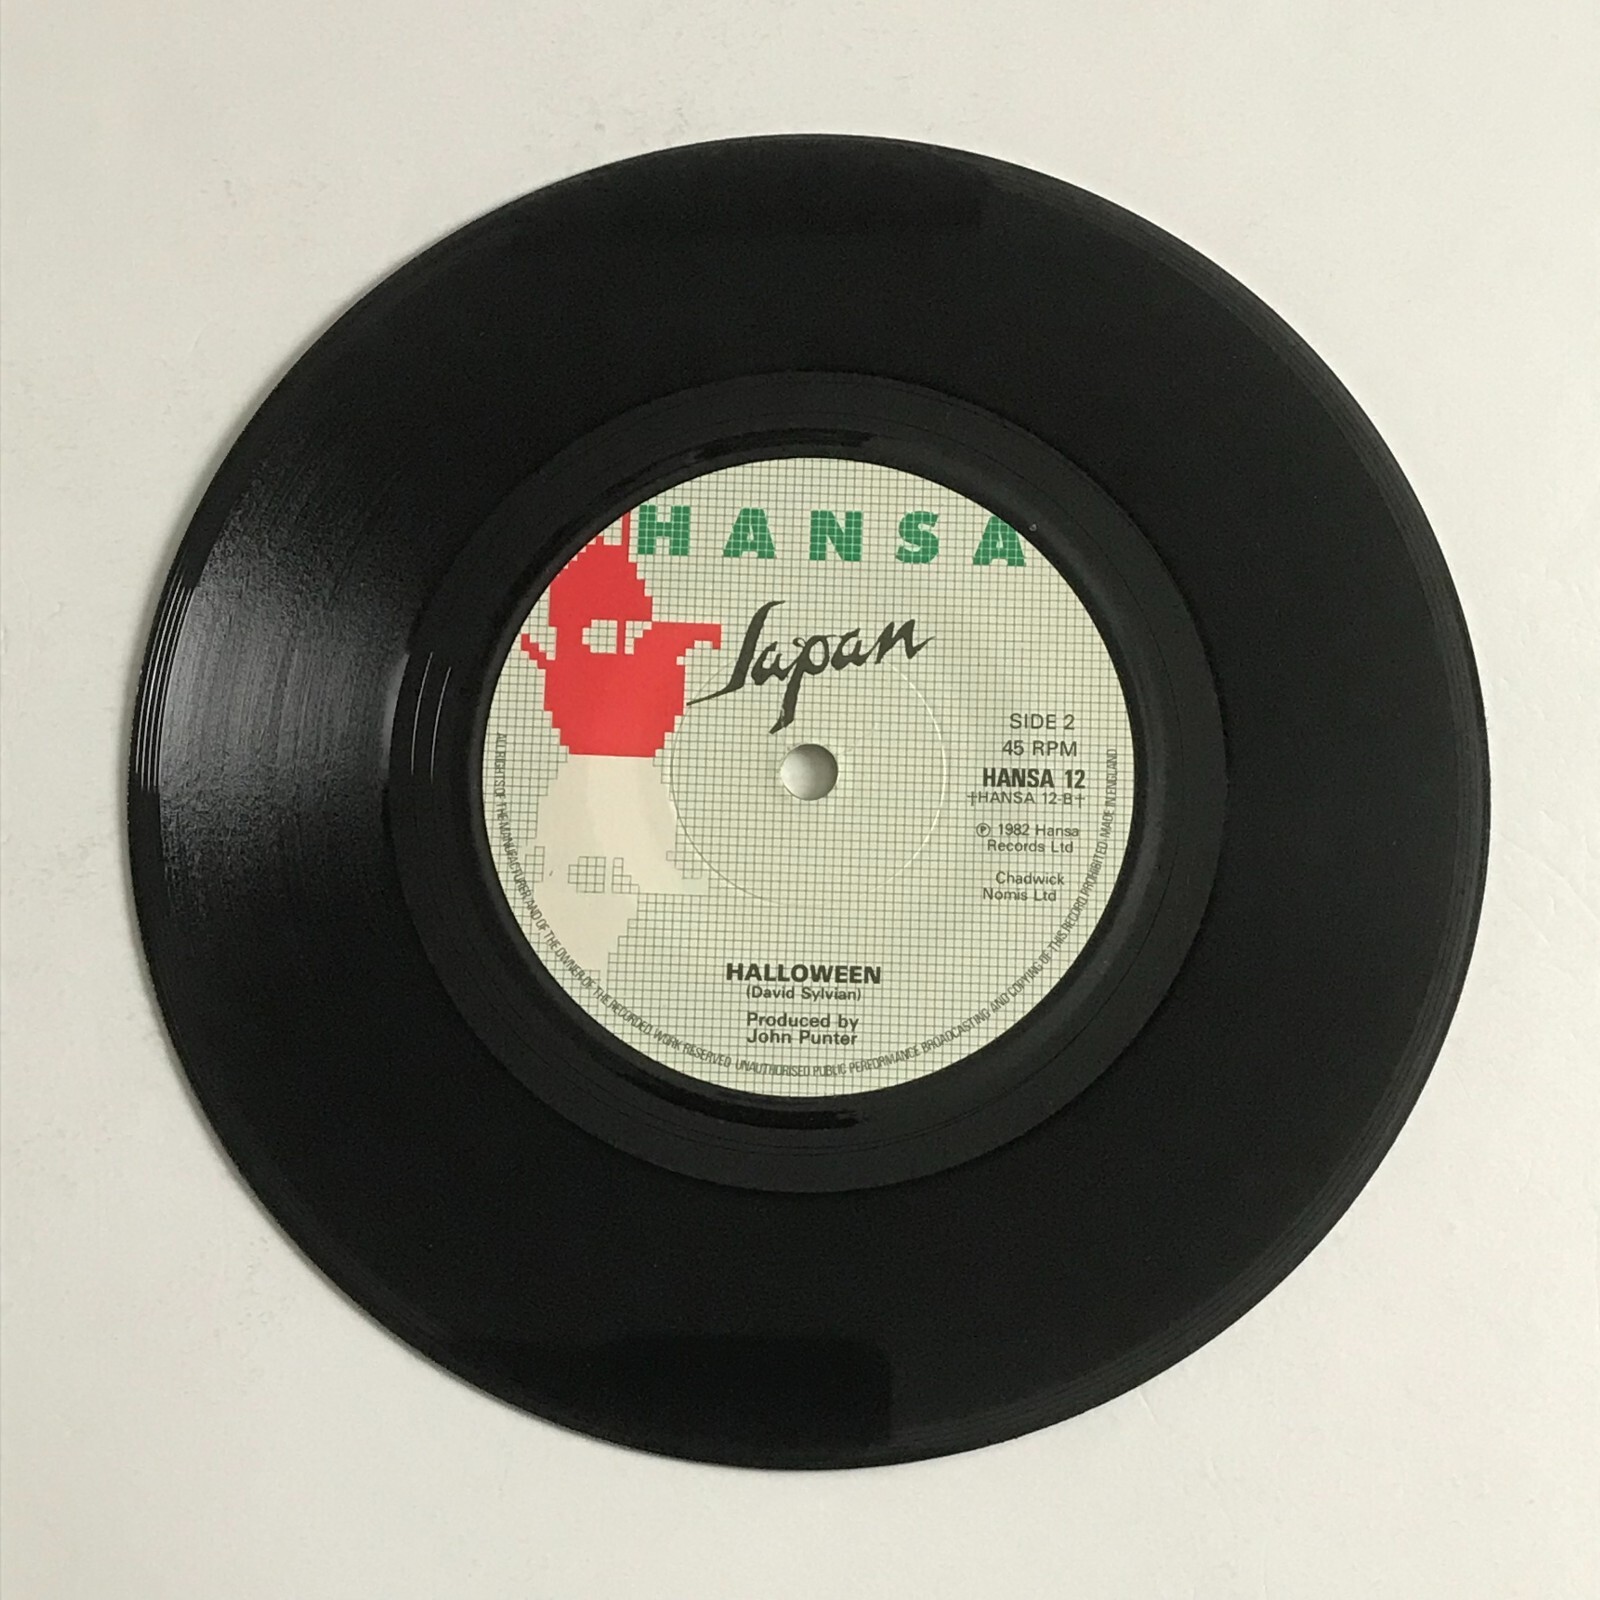 HANSA
Japan
SIDE 2
45 RPM
HANSA 12
†HANSA 12-B†
℗ 1982 Hansa
Records Ltd
Chadwick
Nomis Ltd
HALLOWEEN
(David Sylvian)
Produced by
John Punter
ALL RIGHTS OF THE MANUFACTURER AND OF THE OWNER OF THE RECORDED WORK RESERVED UNAUTHORISED PUBLIC PERFORMANCE BROADCASTING AND COPYING OF THIS RECORD PROHIBITED MADE IN ENGLAND